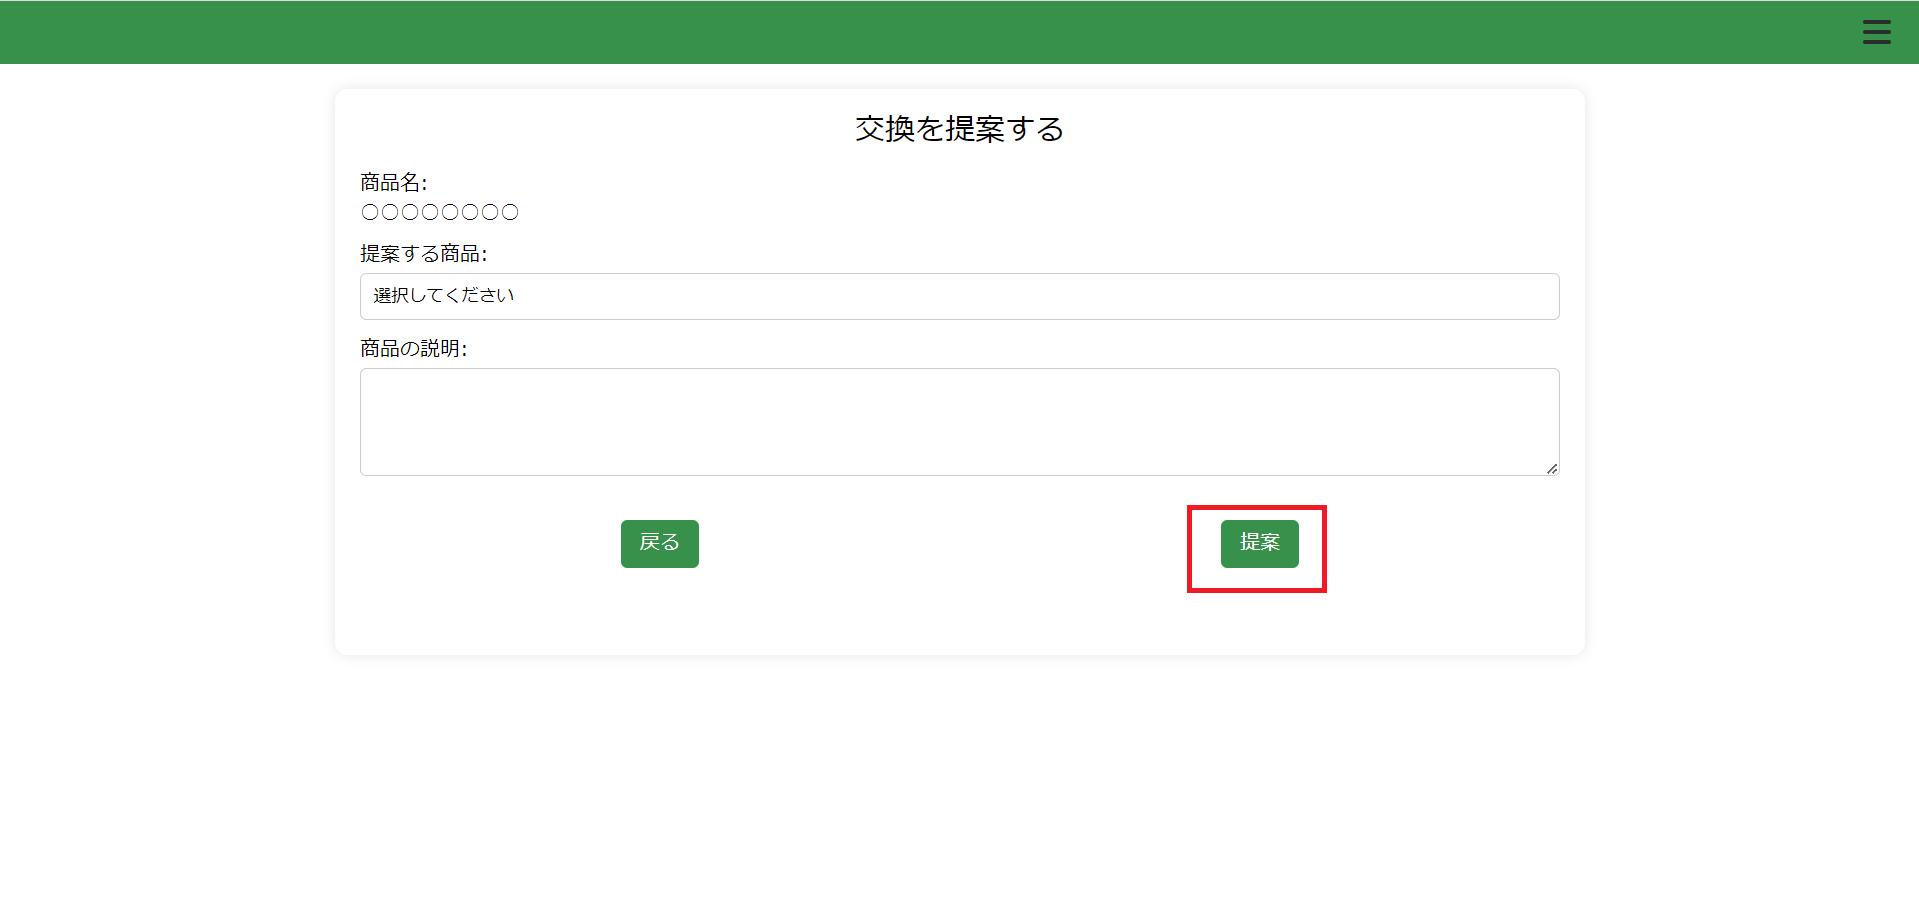 交換を提案する
商品名:
〇〇〇〇〇〇〇〇
提案する商品:
選択してください
商品の説明:
戻る
提案